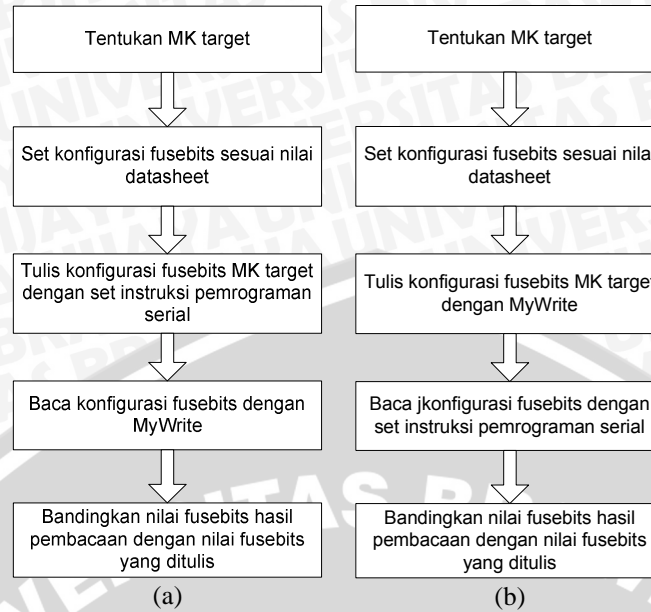 Tentukan MK target
Set konfigurasi fusebits sesuai nilai
datasheet
Tulis konfigurasi fusebits MK target
dengan set instruksi pemrograman
serial
Baca konfigurasi fusebits dengan
MyWrite
Bandingkan nilai fusebits hasil
pembacaan dengan nilai fusebits
yang ditulis
(a)
Tentukan MK target
Set konfigurasi fusebits sesuai nilai
datasheet
Tulis konfigurasi fusebits MK target
dengan MyWrite
Baca jkonfigurasi fusebits dengan
set instruksi pemrograman serial
Bandingkan nilai fusebits hasil
pembacaan dengan nilai fusebits
yang ditulis
(b)